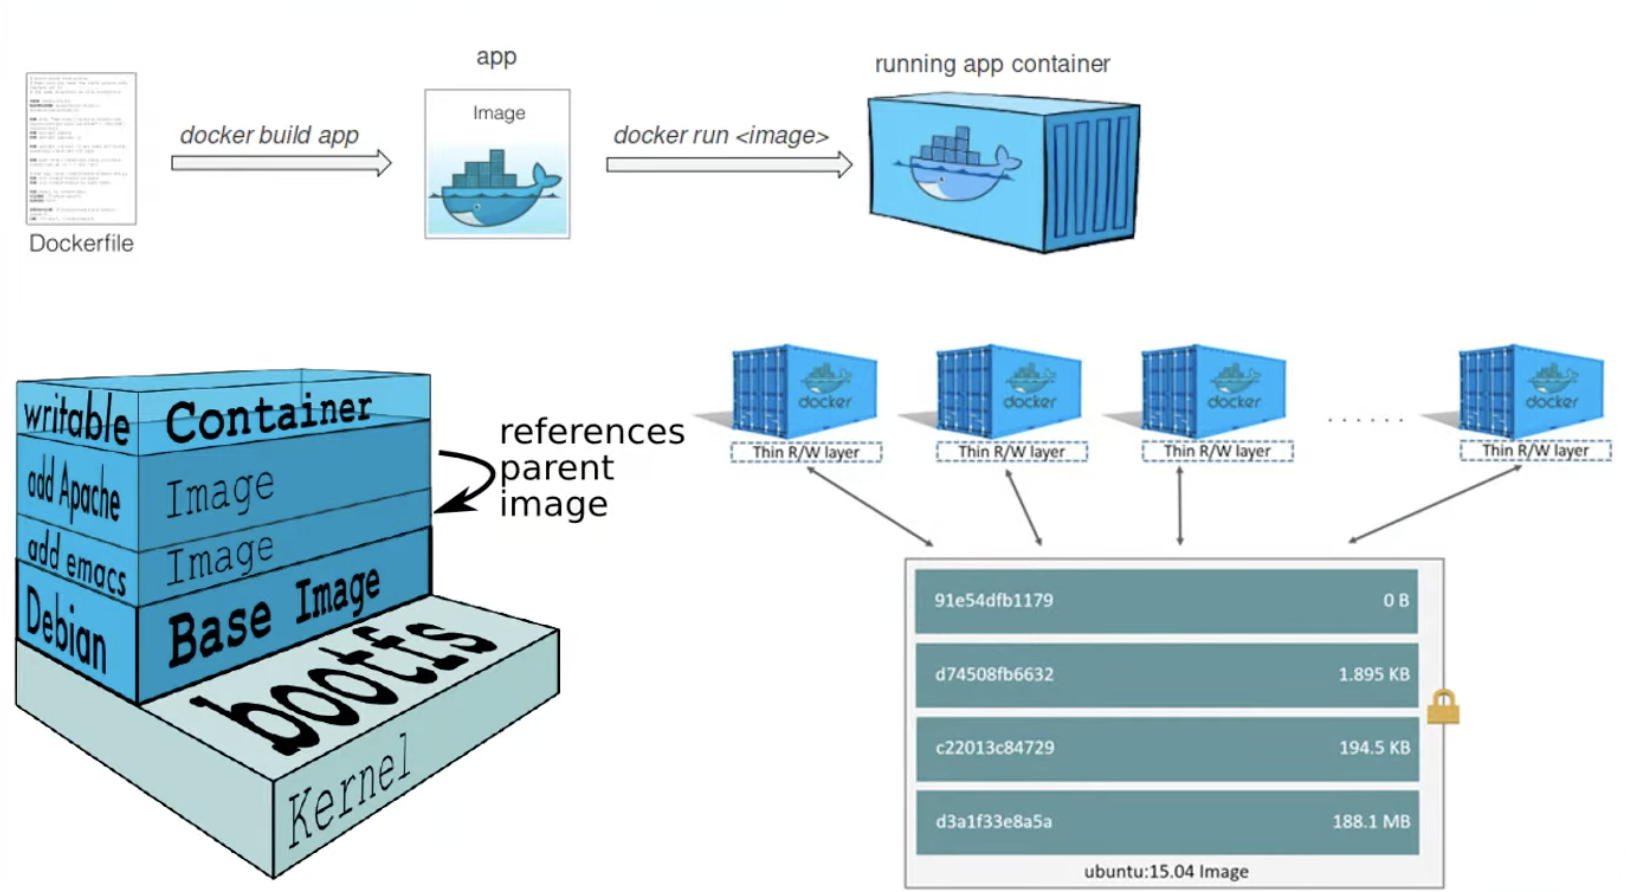 app
running app container
Image
docker build app
docker run <image>
Dockerfile
writable Container
add Apache Image
add emacs Image
Debian Base Image
bootfs
Kernel
references
parent
image
docker
docker
docker
docker
Thin R/W layer
Thin R/W layer
Thin R/W layer
......
Thin R/W layer
91e54dfb1179 0 B
d74508fb6632 1.895 KB
c22013c84729 194.5 KB
d3a1f33e8a5a 188.1 MB
ubuntu:15.04 Image